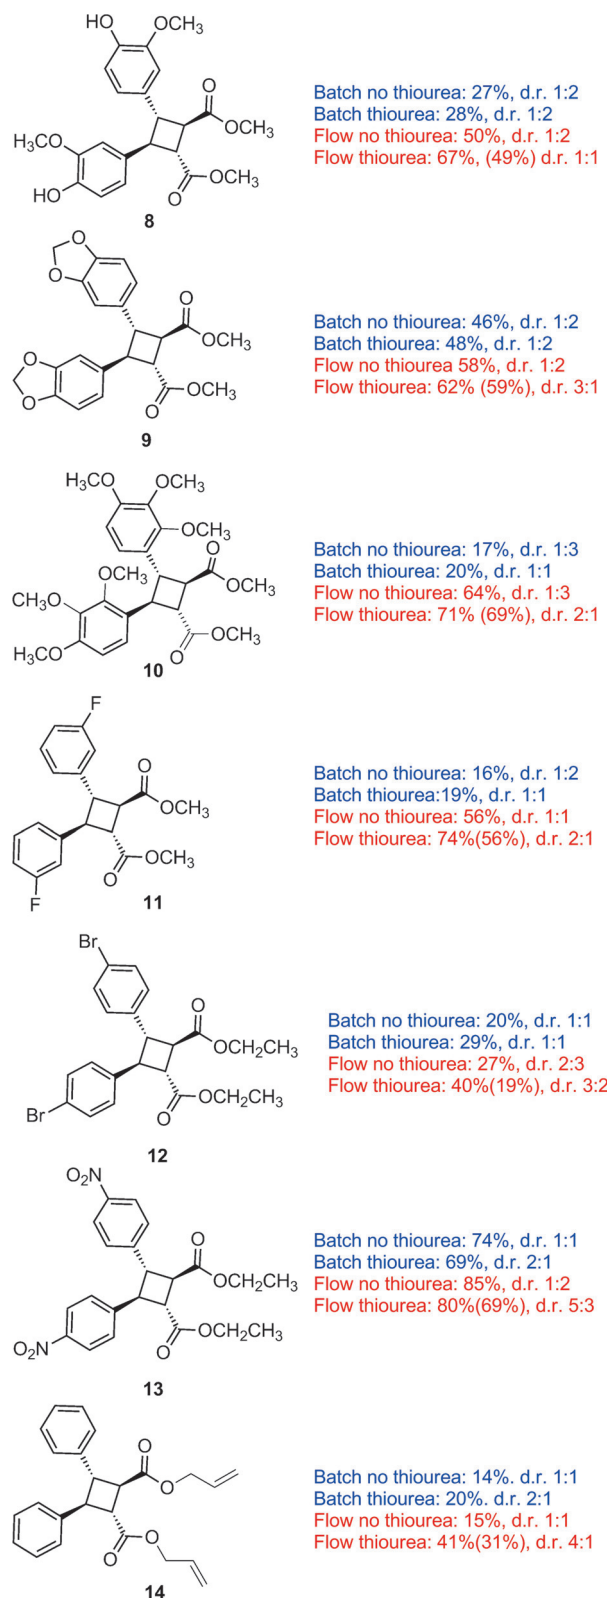 HO
OCH3
O
OCH3
H3CO
HO
O
OCH3
8
Batch no thiourea: 27%, d.r. 1:2
Batch thiourea: 28%, d.r. 1:2
Flow no thiourea: 50%, d.r. 1:2
Flow thiourea: 67%, (49%) d.r. 1:1
O
O
O
OCH3
O
O
O
OCH3
9
Batch no thiourea: 46%, d.r. 1:2
Batch thiourea: 48%, d.r. 1:2
Flow no thiourea 58%, d.r. 1:2
Flow thiourea: 62% (59%), d.r. 3:1
H3CO
OCH3
OCH3
O
OCH3
OCH3
H3CO
OCH3
O
OCH3
10
Batch no thiourea: 17%, d.r. 1:3
Batch thiourea: 20%, d.r. 1:1
Flow no thiourea: 64%, d.r. 1:3
Flow thiourea: 71% (69%), d.r. 2:1
F
O
OCH3
O
OCH3
F
11
Batch no thiourea: 16%, d.r. 1:2
Batch thiourea:19%, d.r. 1:1
Flow no thiourea: 56%, d.r. 1:1
Flow thiourea: 74%(56%), d.r. 2:1
Br
O
OCH2CH3
Br
O
OCH2CH3
12
Batch no thiourea: 20%, d.r. 1:1
Batch thiourea: 29%, d.r. 1:1
Flow no thiourea: 27%, d.r. 2:3
Flow thiourea: 40%(19%), d.r. 3:2
O2N
O
OCH2CH3
O2N
O
OCH2CH3
13
Batch no thiourea: 74%, d.r. 1:1
Batch thiourea: 69%, d.r. 2:1
Flow no thiourea: 85%, d.r. 1:2
Flow thiourea: 80%(69%), d.r. 5:3
O
O
O
O
14
Batch no thiourea: 14%. d.r. 1:1
Batch thiourea: 20%. d.r. 2:1
Flow no thiourea: 15%, d.r. 1:1
Flow thiourea: 41%(31%), d.r. 4:1